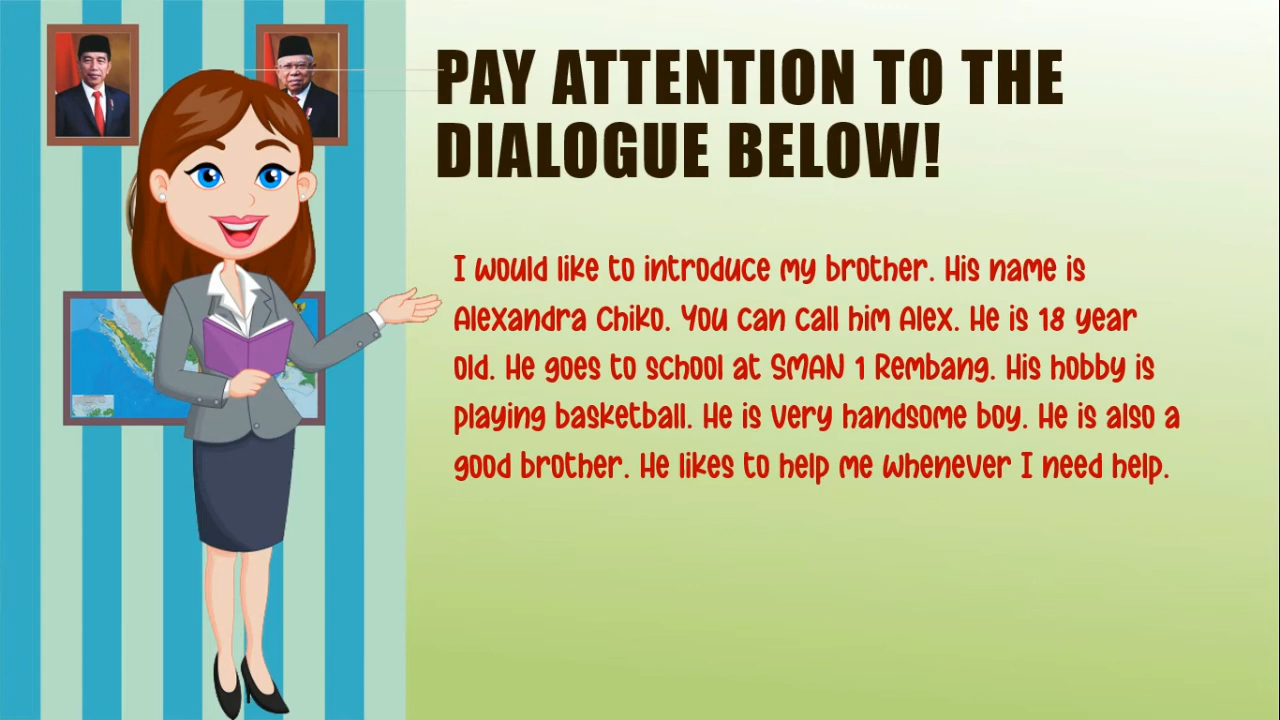 PAY ATTENTION TO THE
DIALOGUE BELOW!
I would like to introduce my brother. His name is
Alexandra Chiko. You can call him Alex. He is 18 year
old. He goes to school at SMAN 1 Rembang. His hobby is
playing basketball. He is very handsome boy. He is also a
good brother. He likes to help me whenever I need help.